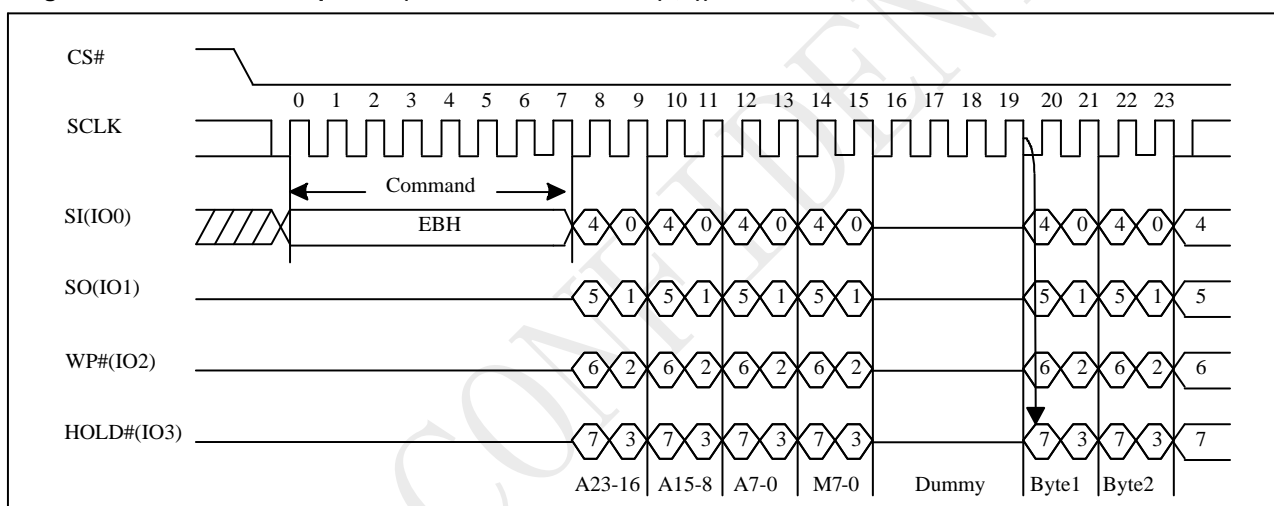 CS#
0 1 2 3 4 5 6 7 8 9 10 11 12 13 14 15 16 17 18 19 20 21 22 23
SCLK
Command
SI(IO0) EBH 4 0 4 0 4 0 4 0 4 0 4 0 4
SO(IO1) 5 1 5 1 5 1 5 1 5 1 5 1 5
WP#(IO2) 6 2 6 2 6 2 6 2 6 2 6 2 6
HOLD#(IO3) 7 3 7 3 7 3 7 3 7 3 7 3 7
A23-16 A15-8 A7-0 M7-0 Dummy Byte1 Byte2